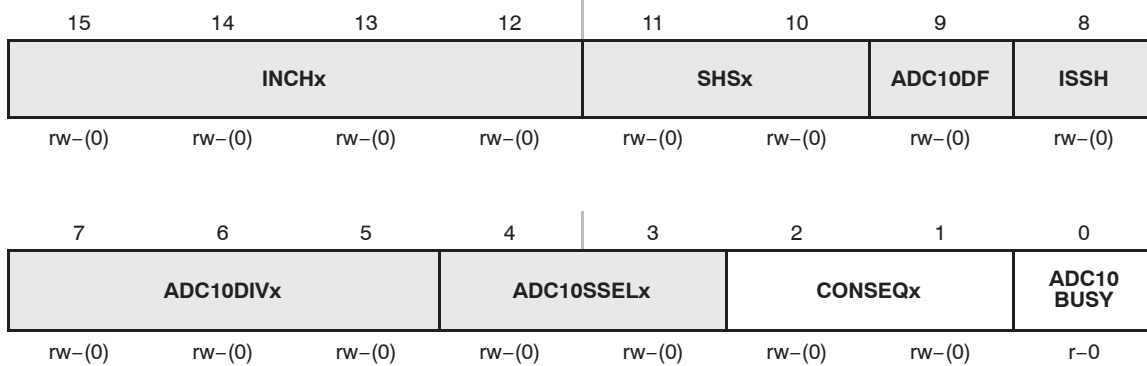 15 14 13 12 11 10 9 8
INCHx SHSx ADC10DF ISSH
rw−(0) rw−(0) rw−(0) rw−(0) rw−(0) rw−(0) rw−(0) rw−(0)
7 6 5 4 3 2 1 0
ADC10DIVx ADC10SSELx CONSEQx ADC10
BUSY
rw−(0) rw−(0) rw−(0) rw−(0) rw−(0) rw−(0) rw−(0) r−0